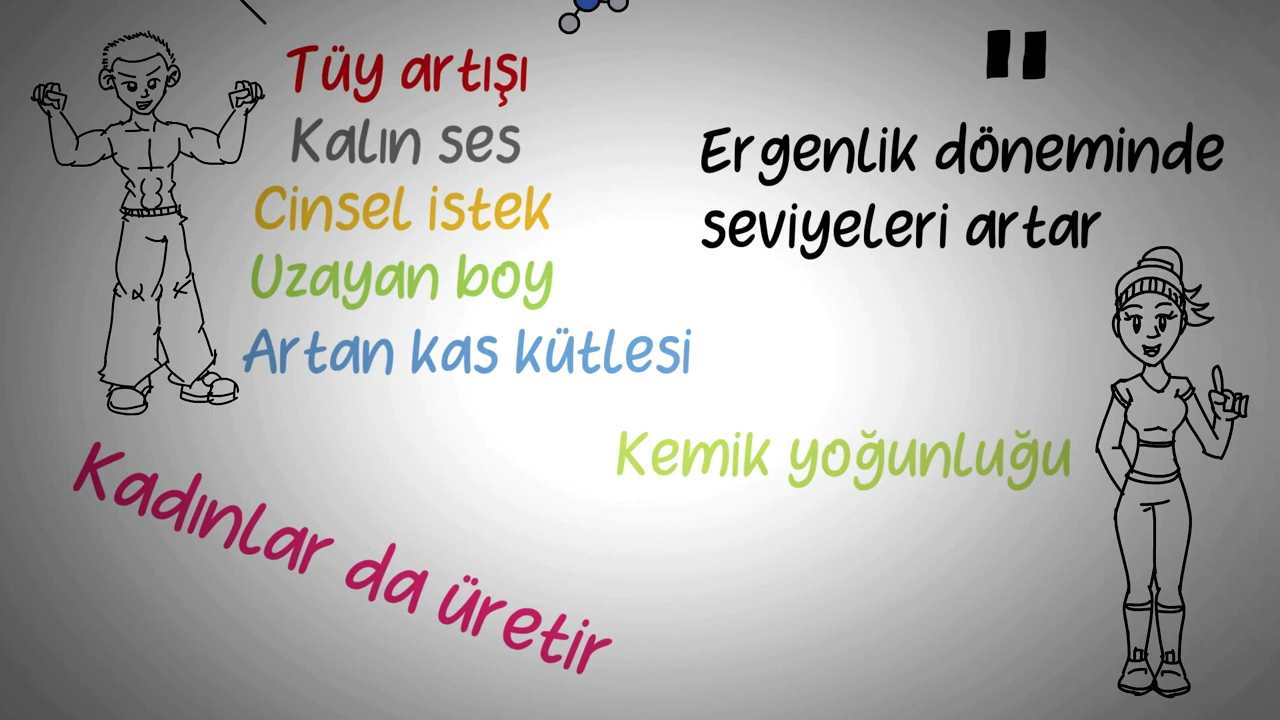 Tüy artışı
Kalın ses
Cinsel istek
Uzayan boy
Artan kas kütlesi
Ergenlik döneminde
seviyeleri artar
Kemik yoğunluğu
Kadınlar da üretir